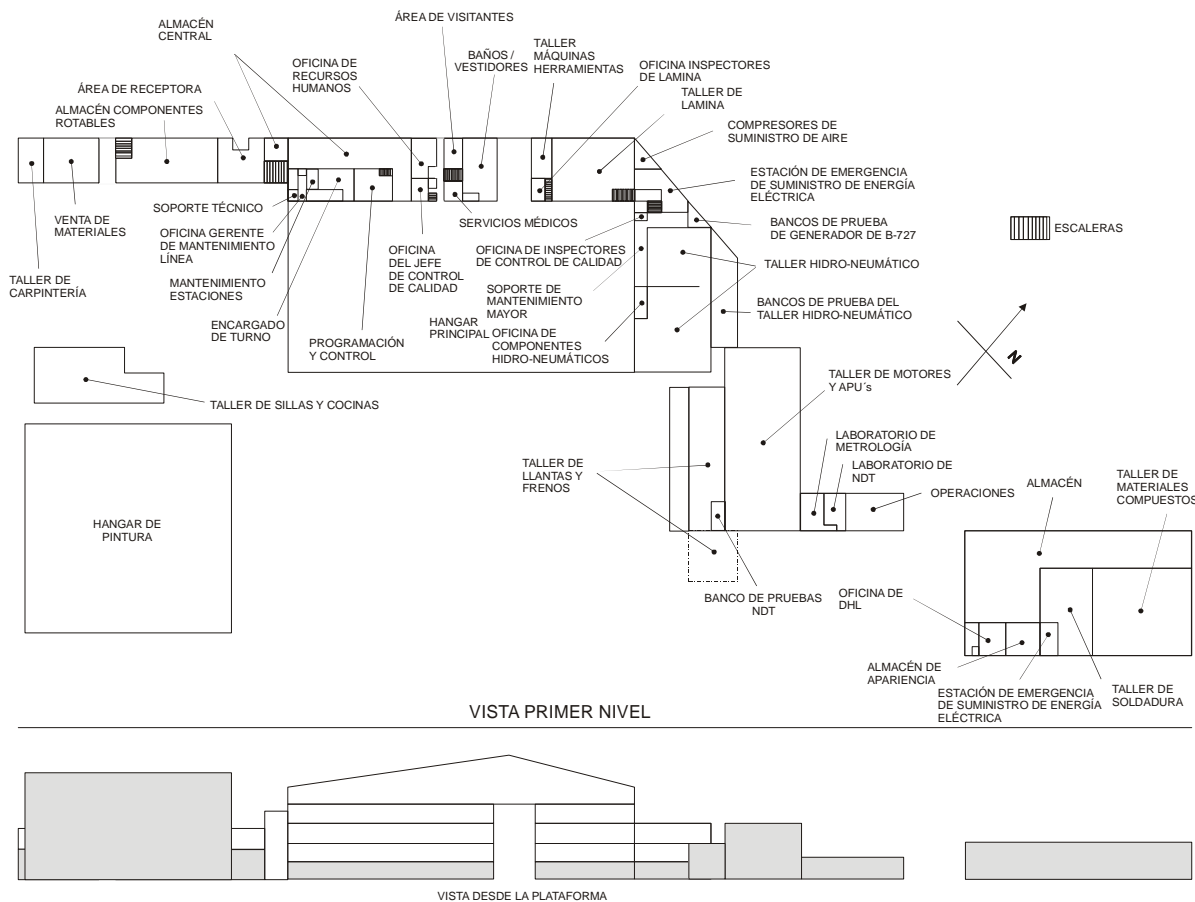 ÁREA DE VISITANTES
ALMACÉN
CENTRAL
BAÑOS /
VESTIDORES
TALLER
MÁQUINAS
HERRAMIENTAS
OFICINA DE
RECURSOS
HUMANOS
OFICINA INSPECTORES
DE LAMINA
TALLER DE
LAMINA
ÁREA DE RECEPTORA
ALMACÉN COMPONENTES
ROTABLES
COMPRESORES DE
SUMINISTRO DE AIRE
ESTACIÓN DE EMERGENCIA
DE SUMINISTRO DE ENERGÍA
ELÉCTRICA
SOPORTE TÉCNICO
VENTA DE
MATERIALES
OFICINA GERENTE
DE MANTENIMIENTO
LÍNEA
SERVICIOS MÉDICOS
BANCOS DE PRUEBA
DE GENERADOR DE B-727
ESCALERAS
OFICINA
DEL JEFE
DE CONTROL
DE CALIDAD
OFICINA DE INSPECTORES
DE CONTROL DE CALIDAD
TALLER HIDRO-NEUMÁTICO
TALLER DE
CARPINTERÍA
MANTENIMIENTO
ESTACIONES
SOPORTE DE
MANTENIMIENTO
MAYOR
BANCOS DE PRUEBA DEL
TALLER HIDRO-NEUMÁTICO
ENCARGADO
DE TURNO
HANGAR
PRINCIPAL
OFICINA DE
COMPONENTES
HIDRO-NEUMÁTICOS
PROGRAMACIÓN
Y CONTROL
N
TALLER DE MOTORES
Y APU´s
TALLER DE SILLAS Y COCINAS
LABORATORIO DE
METROLOGÍA
TALLER DE
LLANTAS Y
FRENOS
LABORATORIO DE
NDT
OPERACIONES
ALMACÉN
TALLER DE
MATERIALES
COMPUESTOS
HANGAR DE
PINTURA
BANCO DE PRUEBAS
NDT
OFICINA DE
DHL
ALMACÉN DE
APARIENCIA
ESTACIÓN DE EMERGENCIA
DE SUMINISTRO DE ENERGÍA
ELÉCTRICA
TALLER DE
SOLDADURA
VISTA PRIMER NIVEL
VISTA DESDE LA PLATAFORMA